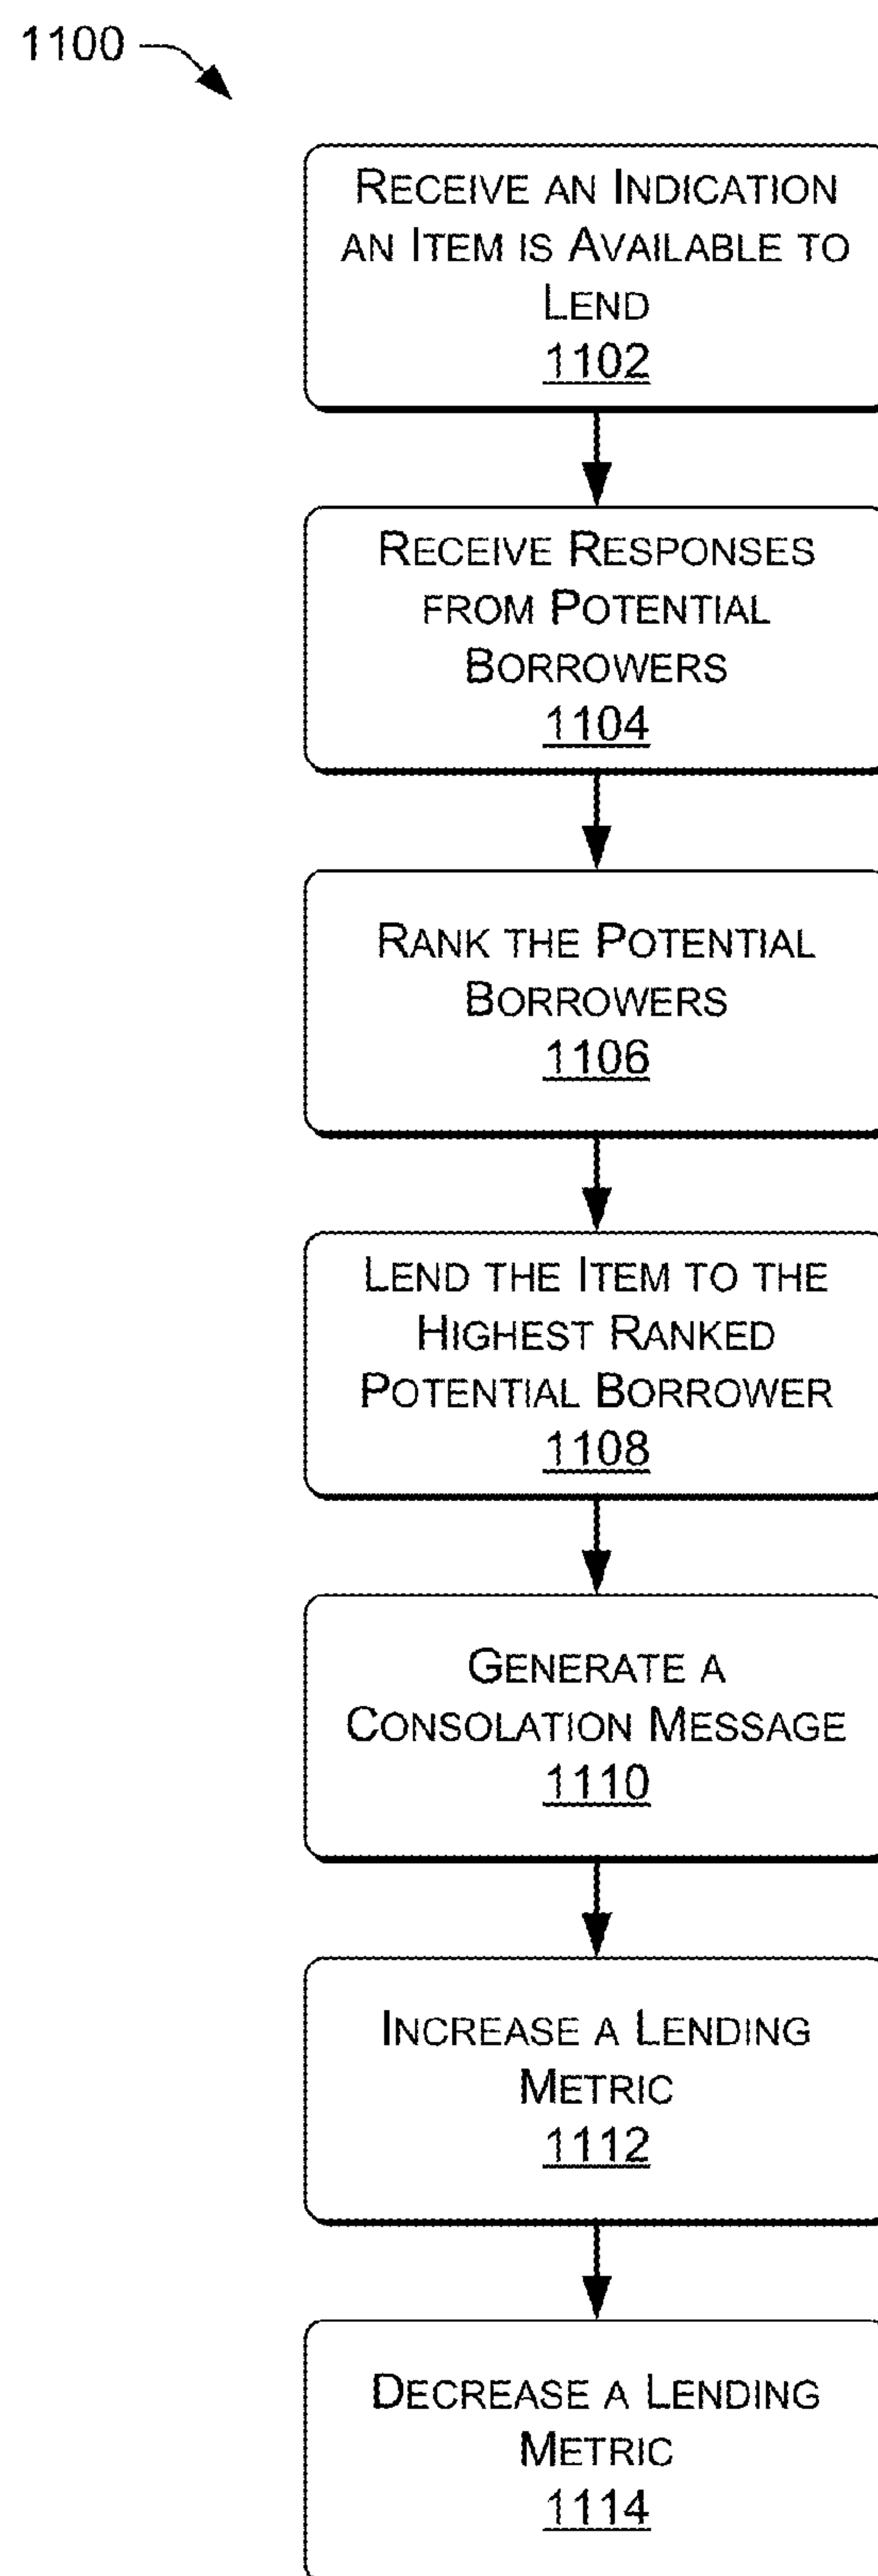 1100
RECEIVE AN INDICATION
AN ITEM IS AVAILABLE TO
LEND
1102
RECEIVE RESPONSES
FROM POTENTIAL
BORROWERS
1104
RANK THE POTENTIAL
BORROWERS
1106
LEND THE ITEM TO THE
HIGHEST RANKED
POTENTIAL BORROWER
1108
GENERATE A
CONSOLATION MESSAGE
1110
INCREASE A LENDING
METRIC
1112
DECREASE A LENDING
METRIC
1114